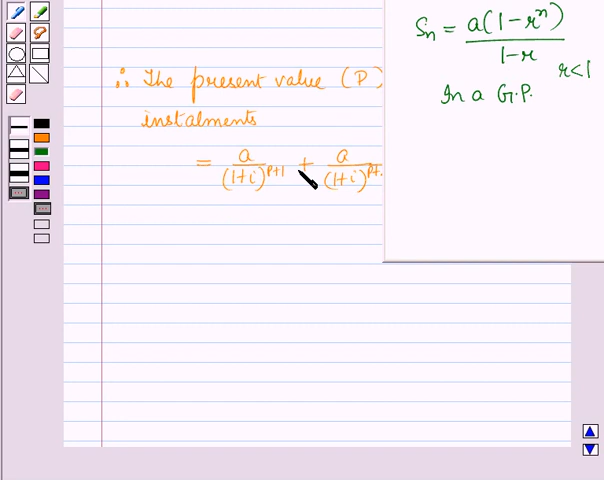 ∴ The present value (P)
instalments
= a/(1+i)^{p+1} + a/(1+i)^{p+
Sn = a(1-r^n)/1-r
r<1
In a G.P.